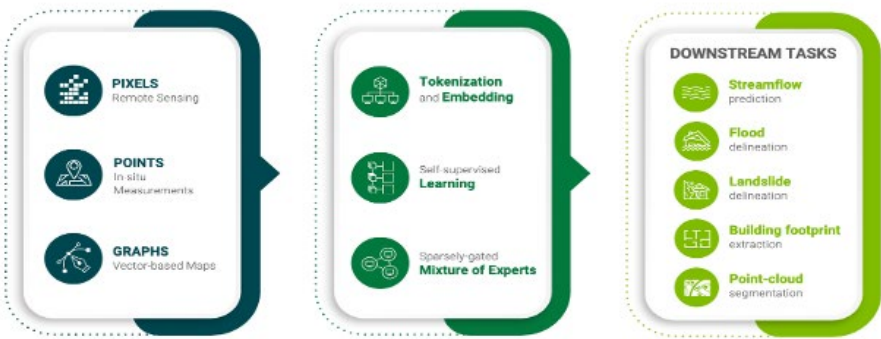 PIXELS
Remote Sensing
POINTS
In-situ
Measurements
GRAPHS
Vector-based Maps
Tokenization
and Embedding
Self-supervised
Learning
Sparsely-gated
Mixture of Experts
DOWNSTREAM TASKS
Streamflow
prediction
Flood
delineation
Landslide
delineation
Building footprint
extraction
Point-cloud
segmentation